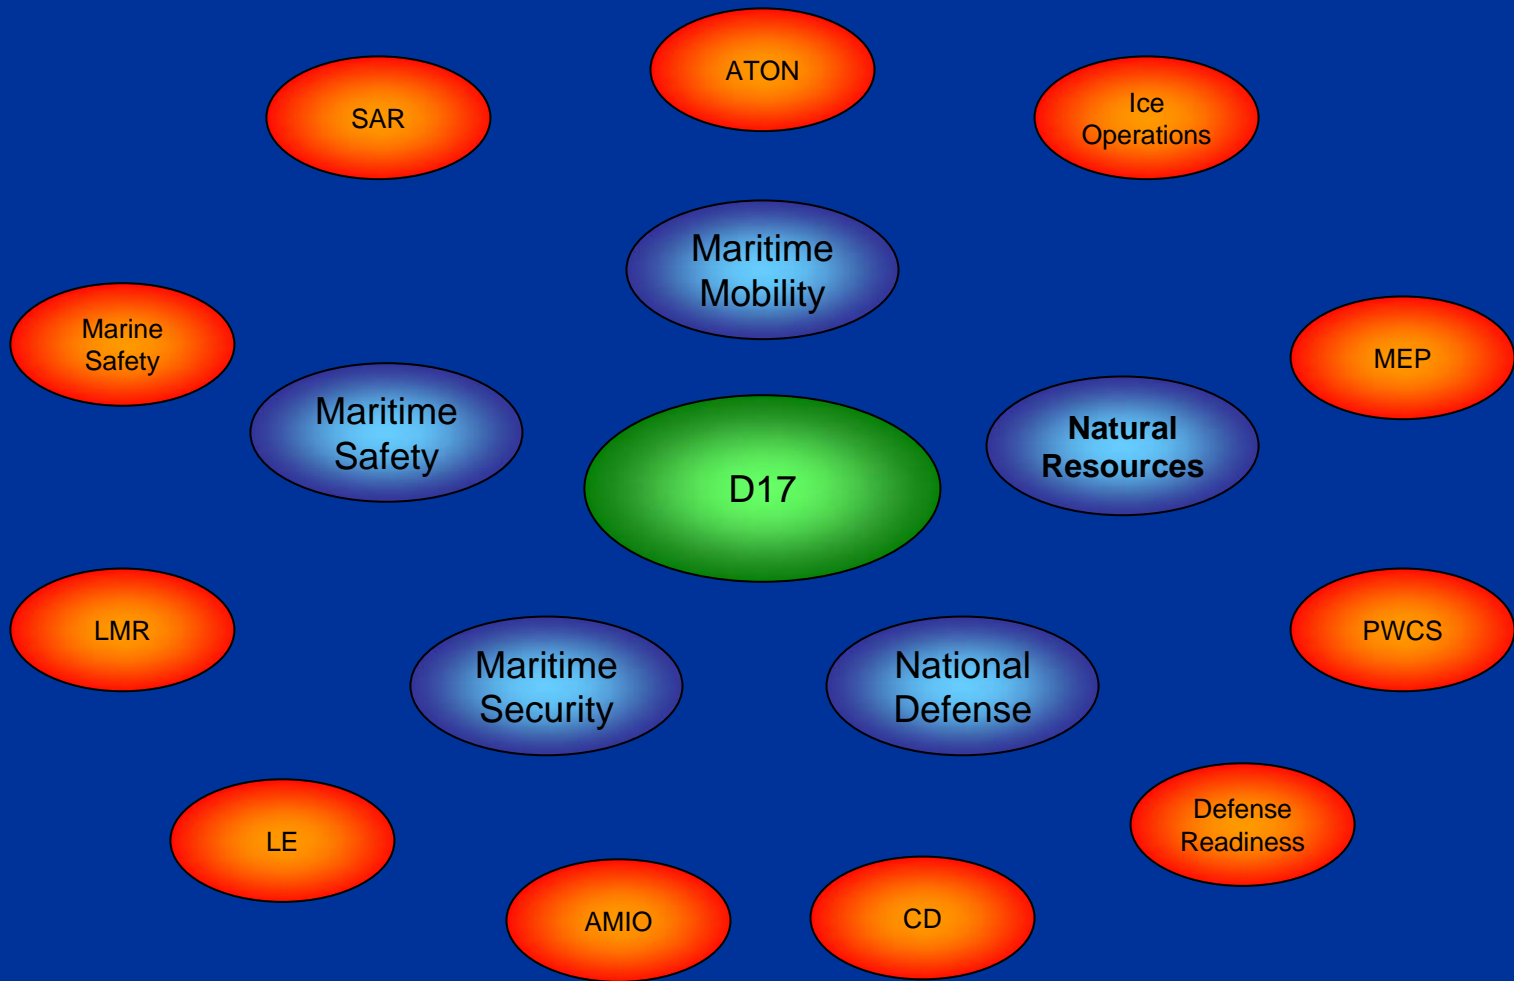 ATON
SAR
Ice
Operations
Maritime
Mobility
Marine
Safety
MEP
Maritime
Safety
Natural
Resources
D17
LMR
PWCS
Maritime
Security
National
Defense
LE
Defense
Readiness
AMIO
CD